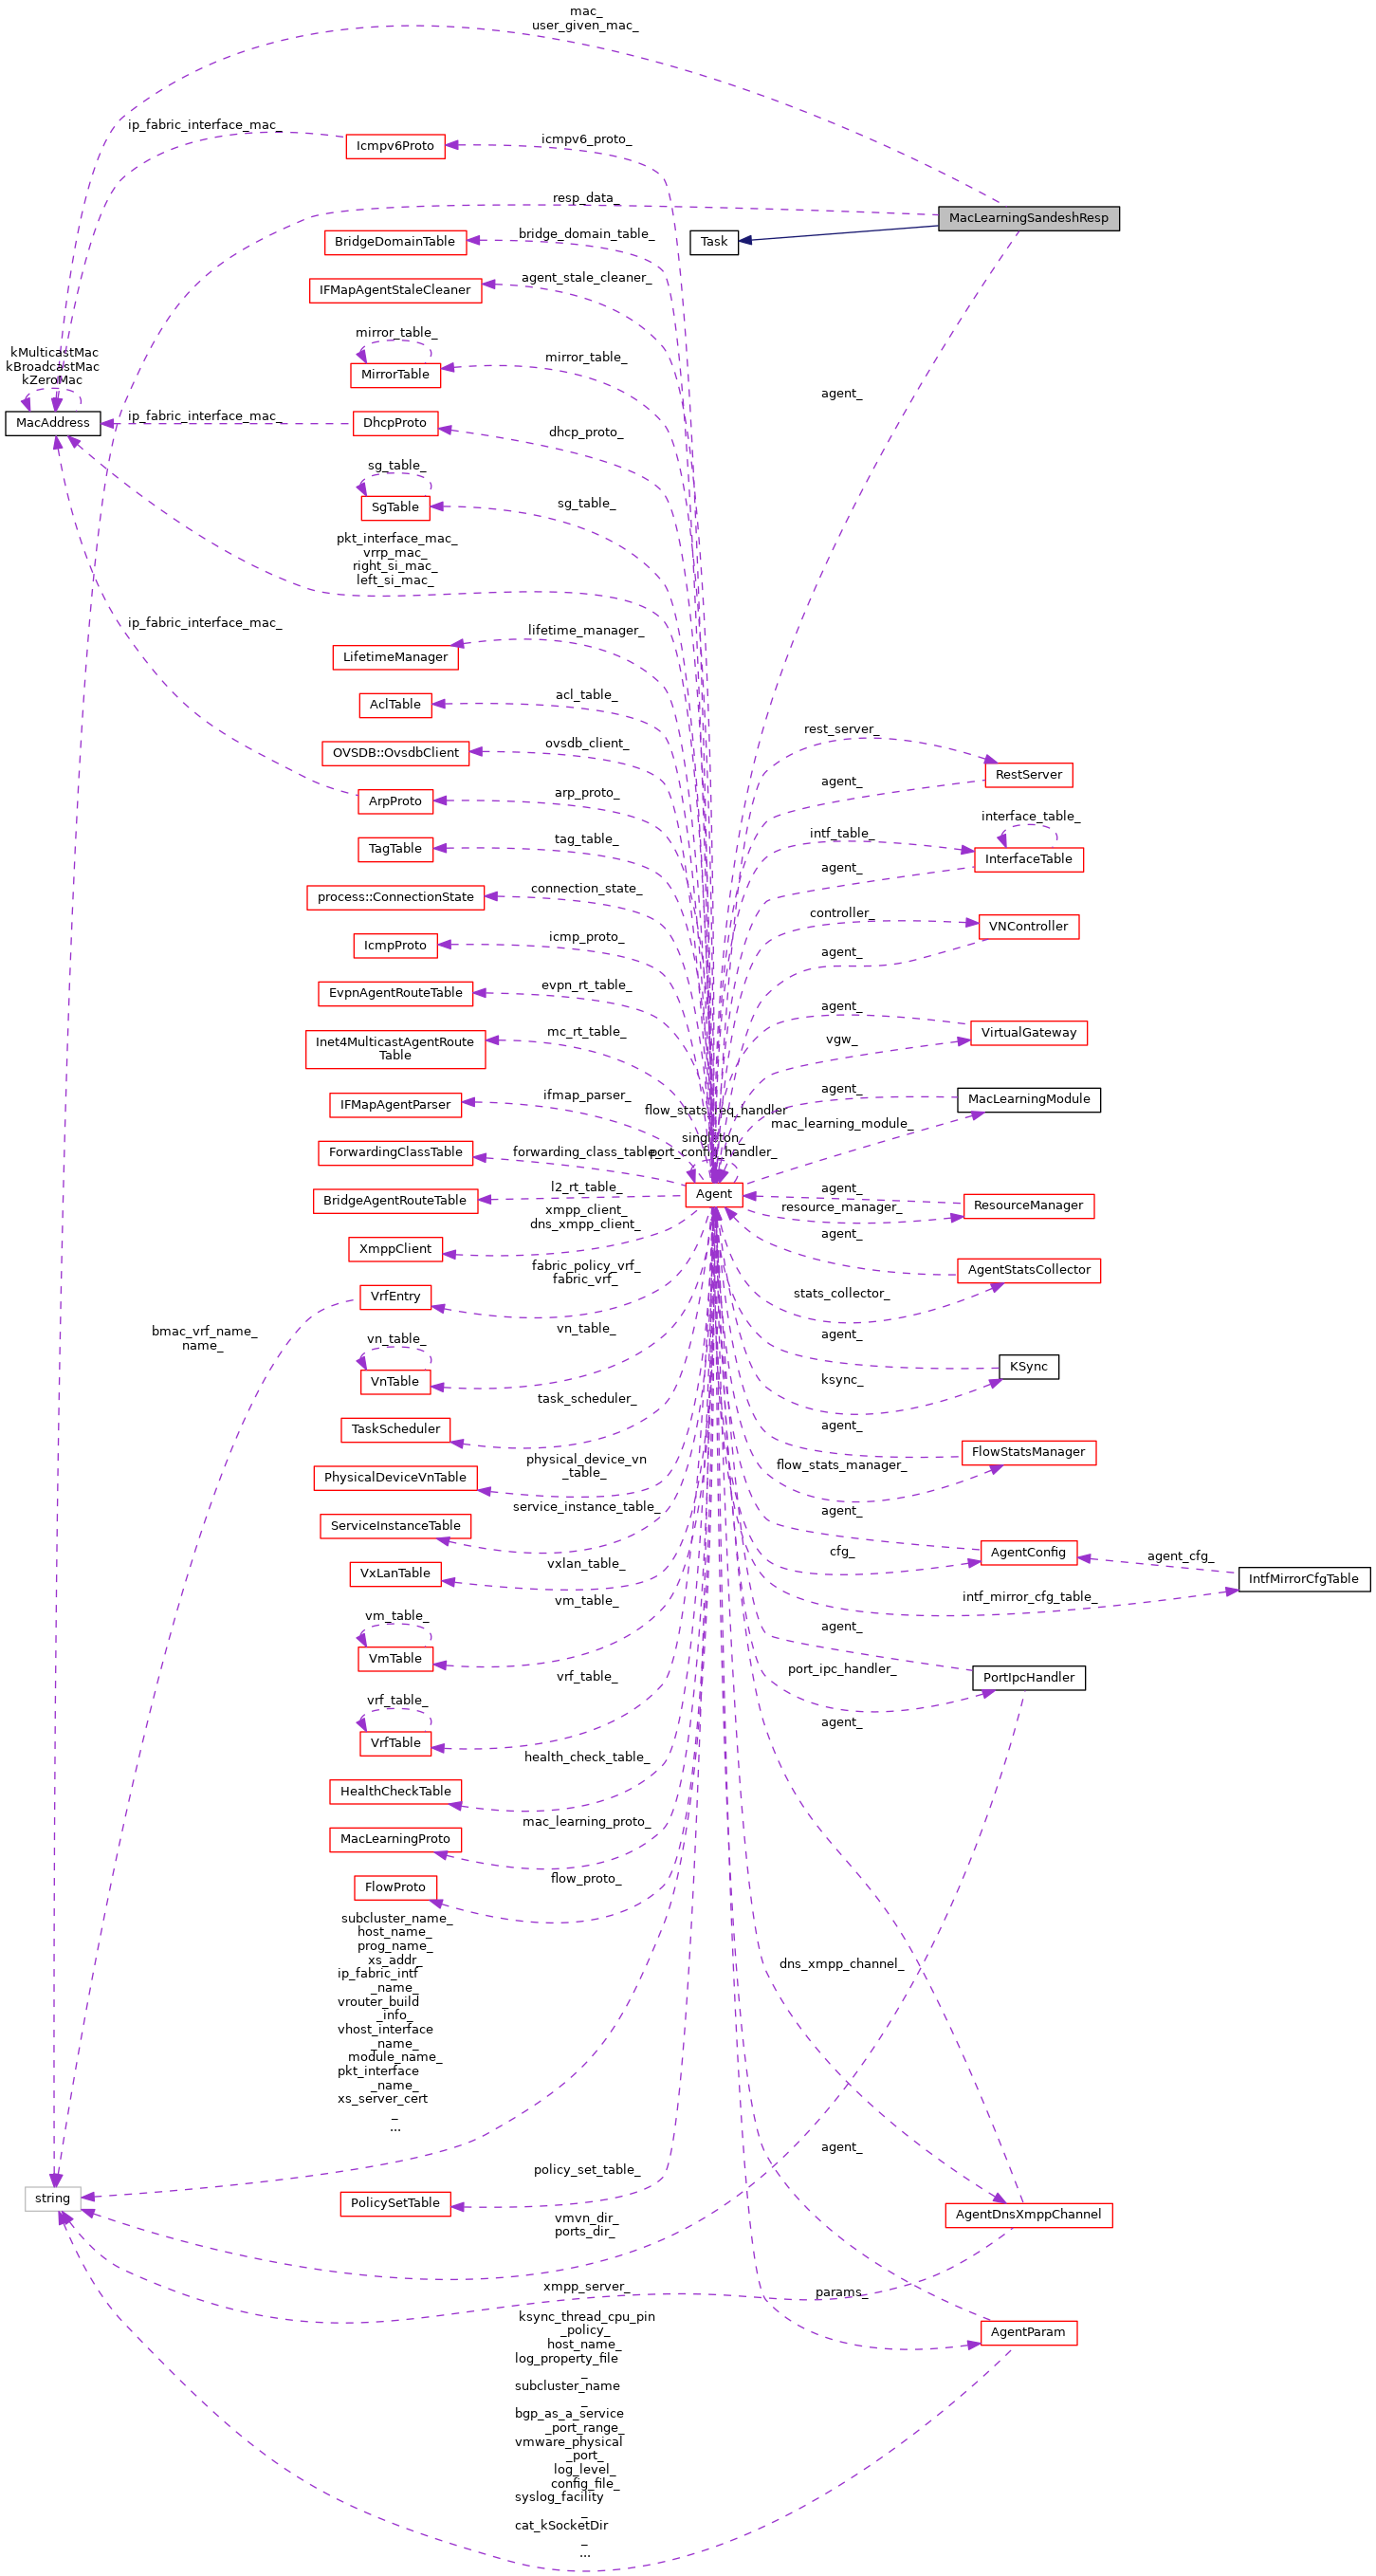 mac_
user_given_mac_
ip_fabric_interface_mac_
Icmpv6Proto
icmpv6_proto_
resp_data_
MacLearningSandeshResp
BridgeDomainTable
bridge_domain_table_
Task
IFMapAgentStaleCleaner
agent_stale_cleaner_
mirror_table_
MirrorTable
mirror_table_
agent_
kMulticastMac
kBroadcastMac
kZeroMac
MacAddress
ip_fabric_interface_mac_
DhcpProto
dhcp_proto_
sg_table_
SgTable
sg_table_
pkt_interface_mac_
vrrp_mac_
right_si_mac_
left_si_mac_
ip_fabric_interface_mac_
LifetimeManager
lifetime_manager_
AclTable
acl_table_
OVSDB::OvsdbClient
ovsdb_client_
rest_server_
RestServer
agent_
ArpProto
arp_proto_
TagTable
tag_table_
intf_table_
interface_table_
InterfaceTable
agent_
process::ConnectionState
connection_state_
controller_
VNController
agent_
IcmpProto
icmp_proto_
EvpnAgentRouteTable
evpn_rt_table_
agent_
VirtualGateway
vgw_
Inet4MulticastAgentRoute
Table
mc_rt_table_
IFMapAgentParser
ifmap_parser_
agent_
MacLearningModule
mac_learning_module_
flow_stats_req_handler
_
singleton_
port_config_handler_
ForwardingClassTable
forwarding_class_table_
Agent
BridgeAgentRouteTable
l2_rt_table_
agent_
ResourceManager
resource_manager_
XmppClient
xmpp_client_
dns_xmpp_client_
agent_
AgentStatsCollector
stats_collector_
VrfEntry
fabric_policy_vrf_
fabric_vrf_
bmac_vrf_name_
name_
vn_table_
VnTable
vn_table_
agent_
KSync
ksync_
TaskScheduler
task_scheduler_
agent_
FlowStatsManager
flow_stats_manager_
PhysicalDeviceVnTable
physical_device_vn
_table_
ServiceInstanceTable
service_instance_table_
agent_
AgentConfig
cfg_
agent_cfg_
IntfMirrorCfgTable
intf_mirror_cfg_table_
VxLanTable
vxlan_table_
vm_table_
VmTable
vm_table_
agent_
PortIpcHandler
port_ipc_handler_
vrf_table_
VrfTable
vrf_table_
agent_
HealthCheckTable
health_check_table_
MacLearningProto
mac_learning_proto_
FlowProto
flow_proto_
subcluster_name_
host_name_
prog_name_
xs_addr_
ip_fabric_intf
_name_
vrouter_build
_info_
vhost_interface
_name_
module_name_
pkt_interface
_name_
xs_server_cert
_
...
dns_xmpp_channel_
agent_
string
PolicySetTable
policy_set_table_
vmvn_dir_
ports_dir_
AgentDnsXmppChannel
xmpp_server_
params_
AgentParam
ksync_thread_cpu_pin
_policy_
host_name_
log_property_file
_
subcluster_name
_
bgp_as_a_service
_port_range_
vmware_physical
_port_
log_level_
config_file_
syslog_facility
_
cat_kSocketDir
_
...